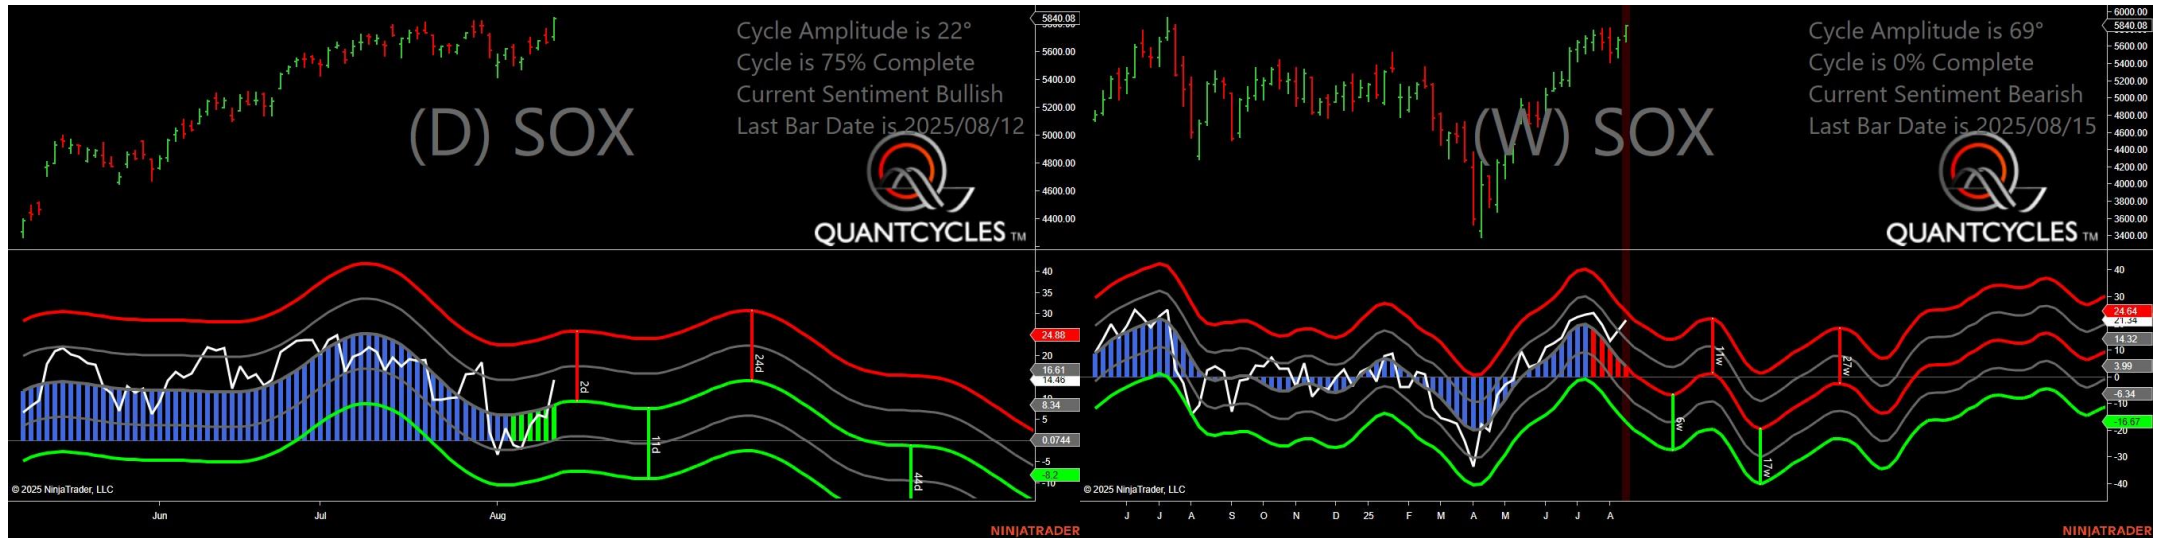 Cycle Amplitude is 22°
Cycle is 75% Complete
Current Sentiment Bullish
Last Bar Date is 2025/08/12
(D) SOX
QUANTCYCLES TM
5840.08
5600.00
5400.00
5200.00
5000.00
4800.00
4600.00
4400.00
40
35
30
24.88
20
16.61
14.46
8.34
5
0.0744
-5
-8.2
-10
2d
11d
24d
44d
© 2025 NinjaTrader, LLC
Jun Jul Aug
NINJATRADER
Cycle Amplitude is 69°
Cycle is 0% Complete
Current Sentiment Bearish
Last Bar Date is 2025/08/15
(W) SOX
QUANTCYCLES TM
6000.00
5840.08
5600.00
5400.00
5200.00
5000.00
4800.00
4600.00
4400.00
4200.00
4000.00
3800.00
3600.00
3400.00
40
30
24.64
21.34
14.32
10
3.99
0
-6.34
-10
-16.67
-20
-30
-40
6w
11w
17w
27w
© 2025 NinjaTrader, LLC
J J A S O N D 25 F M A M J J A
NINJATRADER